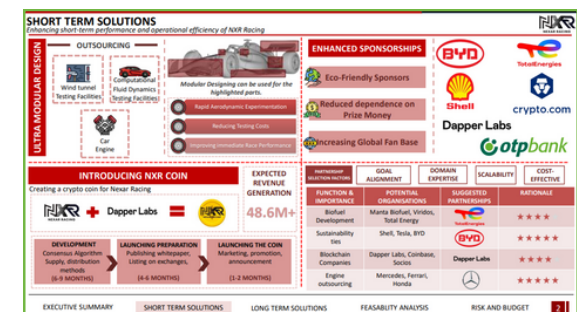 SHORT TERM SOLUTIONS
Enhancing short-performance and operational efficiency of NXR Racing
NXR
NEXAR RACING
ULTRA MODULAR DESIGN
OUTSOURCING
Wind tunnel
Testing Facilities
Computational
Fluid Dynamics
Testing Facilities
Car
Engine
Modular Designing can be used for the
highlighted parts.
Rapid Aerodynamic Experimentation
Reducing Testing Costs
Improving Immediate Race Performance
ENHANCED SPONSORSHIPS
Eco-Friendly Sponsors
Reduced dependence on
Prize Money
Increasing Global Fan Base
BYD
TotalEnergies
Shell
crypto.com
Dapper Labs
otpbank
INTRODUCING NXR COIN
Creating a crypto coin for Nexar Racing
NXR
NEXAR RACING
+
Dapper Labs
=
NXR
EXPECTED
REVENUE
GENERATION
48.6M+
DEVELOPMENT
Consensus Algorithm
Supply, distribution
methods
(6-9 MONTHS)
LAUNCHING PREPARATION
Publishing whitepaper,
Listing on exchanges,
(4-6 MONTHS)
LAUNCHING THE COIN
Marketing, promotion,
announcement
(1-2 MONTHS)
PARTNERSHIP
SELECTION FACTORS
GOAL
ALIGNMENT
DOMAIN
EXPERTISE
SCALABILITY
COST-
EFFECTIVE
FUNCTION &
IMPORTANCE
POTENTIAL
ORGANISATIONS
SUGGESTED
PARTNERSHIPS
RATIONALE
Biofuel
Development
Manta Biofuel, Viridos,
Total Energy
TotalEnergies
★★★★
Sustainability
ties
Shell, Tesla, BYD
BYD
★★★★★
Blockchain
Companies
Dapper Labs, Coinbase,
Socios
Dapper Labs
★★★★
Engine
outsourcing
Mercedes, Ferrari,
Honda
★★★★★
EXECUTIVE SUMMARY
SHORT TERM SOLUTIONS
LONG TERM SOLUTIONS
FEASABLITY ANALYSIS
RISK AND BUDGET
2